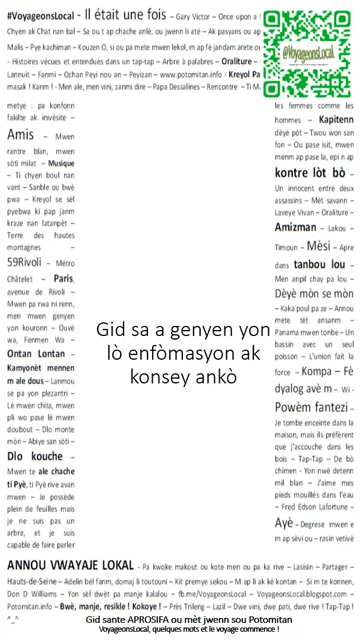 #VoyageonsLocal - Il était une fois – Gary Victor – Once upon a
Chyen ak Chat nan bal – Sa ou t ap chache anlè, ou jwenn li atè – Ak pasyans ou ap
Malis – Pye kachiman – Kouzen O, si ou pa mete mwen lekol, m ap fè jandam arete ou
- Histoires vécues et entendues dans un tap-tap – Arbre à palabres – Oraliture –
Lannuit – Fanmi – Ochan Peyi nou an – Peyizan – www.potomitan.info - Kreyol
masak ! Kanm ! - Men ale, men vini, zanmi dire – Papa Dessalines – Rencontre –
@VoyageonsLocal
metye : pa konfonn
fakilte ak inivèsite –
Amis – Mwen
rantre blan, mwen
sòti milat – Musique
– Ti chyen boul nan
vant – Sanble ou bwè
pwa – Kreyol se sèl
pyebwa ki pap janm
kraze nan latanpèt –
Terre des hautes
montagnes –
59Rivoli – Métro
Châtelet – Paris,
avenue de Rivoli –
Mwen pa rwa ni renn,
men mwen genyen
yon kouronn – Ouvè
wa, Fenmen Wa –
Ontan Lontan –
Kamyonèt mennen
m ale dous – Lanmou
se pa yon plezantri –
Lè mwen chita, mwen
pli wo pase lè mwen
doubout – Dlo monte
mòn – Abiye san sòti –
Dlo kouche –
Mwen te ale chache
ti Pyè, ti Pyè rive avan
mwen – Je possède
plein de feuilles mais
je ne suis pas un
arbre, et je suis
capable de faire parler
Gid sa a genyen yon
lò enfòmasyon ak
konsey ankò
les femmes comme les
hommes – Kapitenn
dèyè pòt – Twou won san
fon – Ou pase isit, mwen
menm ap pase la, epi n ap
kontre lòt bò –
Un innocent entre deux
assassins – Mèt savann –
Laveye Vivan – Oraliture –
Amizman – Lakou –
Timoun – Mèsi – Apre
dans tanbou lou –
Men anpil chay pa lou –
Dèyè mòn se mòn
– Kaka poul pa ze – Annou
mete tèt ansanm –
Panama mwen tonbe – Un
bassin avec un seul
poisson – L'union fait la
force – Kompa – Fè
dyalog avèk m – Wi -
Powèm fantezi –
Je tombe enceinte dans la
maison, mais ils préfèrent
que j'accouche dans les
bois – Tap-Tap – De bò
chimen - Yon nwè detenn
mil blan – J'aime mes
pieds mouillés dans l'eau
– Fred Edson Lafortune –
Ayè – Degrese mwen e
m ap sèvi ou – rasin vetivè
ANNOU VWAYAJE LOKAL - Pa kwoke makout ou kote men ou pa ka rive – Lasisin – Partager –
Hauts-de-Seine – Adelin bèl fanm, domaj li toutouni – Kit premye sekou – M ap li ak kè kontan – Si m te konnen,
Don D Williams – Yon sèl dwèt pa manje kalalou – fb.me/VoyageonsLocal – VoyageonsLocal.blogspot.com –
Potomitan.info – Bwè, manje, resikle ! Kokoye ! – Près Trileng – Lazil – Dwe vini, dwe pati, dwe rive ! Tap-Tap !
^_^
Gid sante APROSIFA ou mèt jwenn sou Potomitan
VoyageonsLocal, quelques mots et le voyage commence !